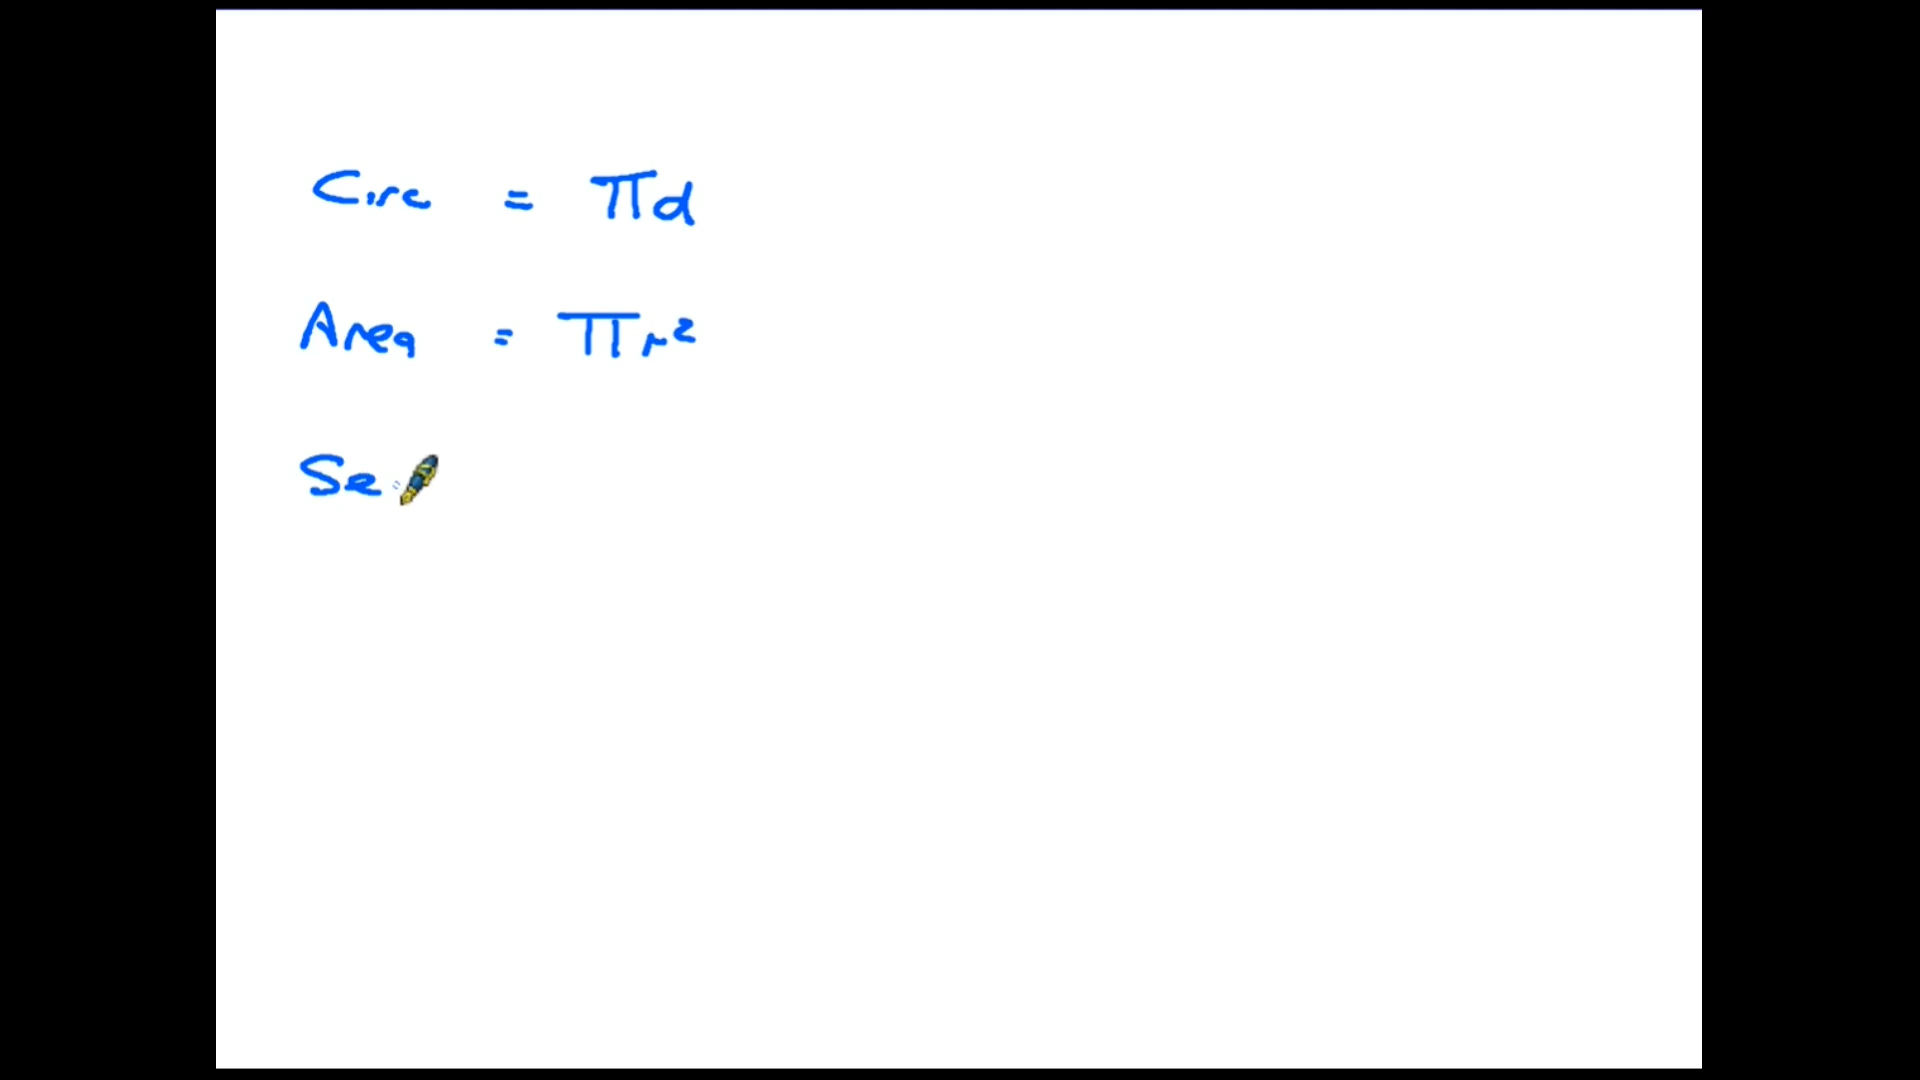 Circ = πd
Area = πr²
Se